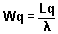 Wq = Lq / λ